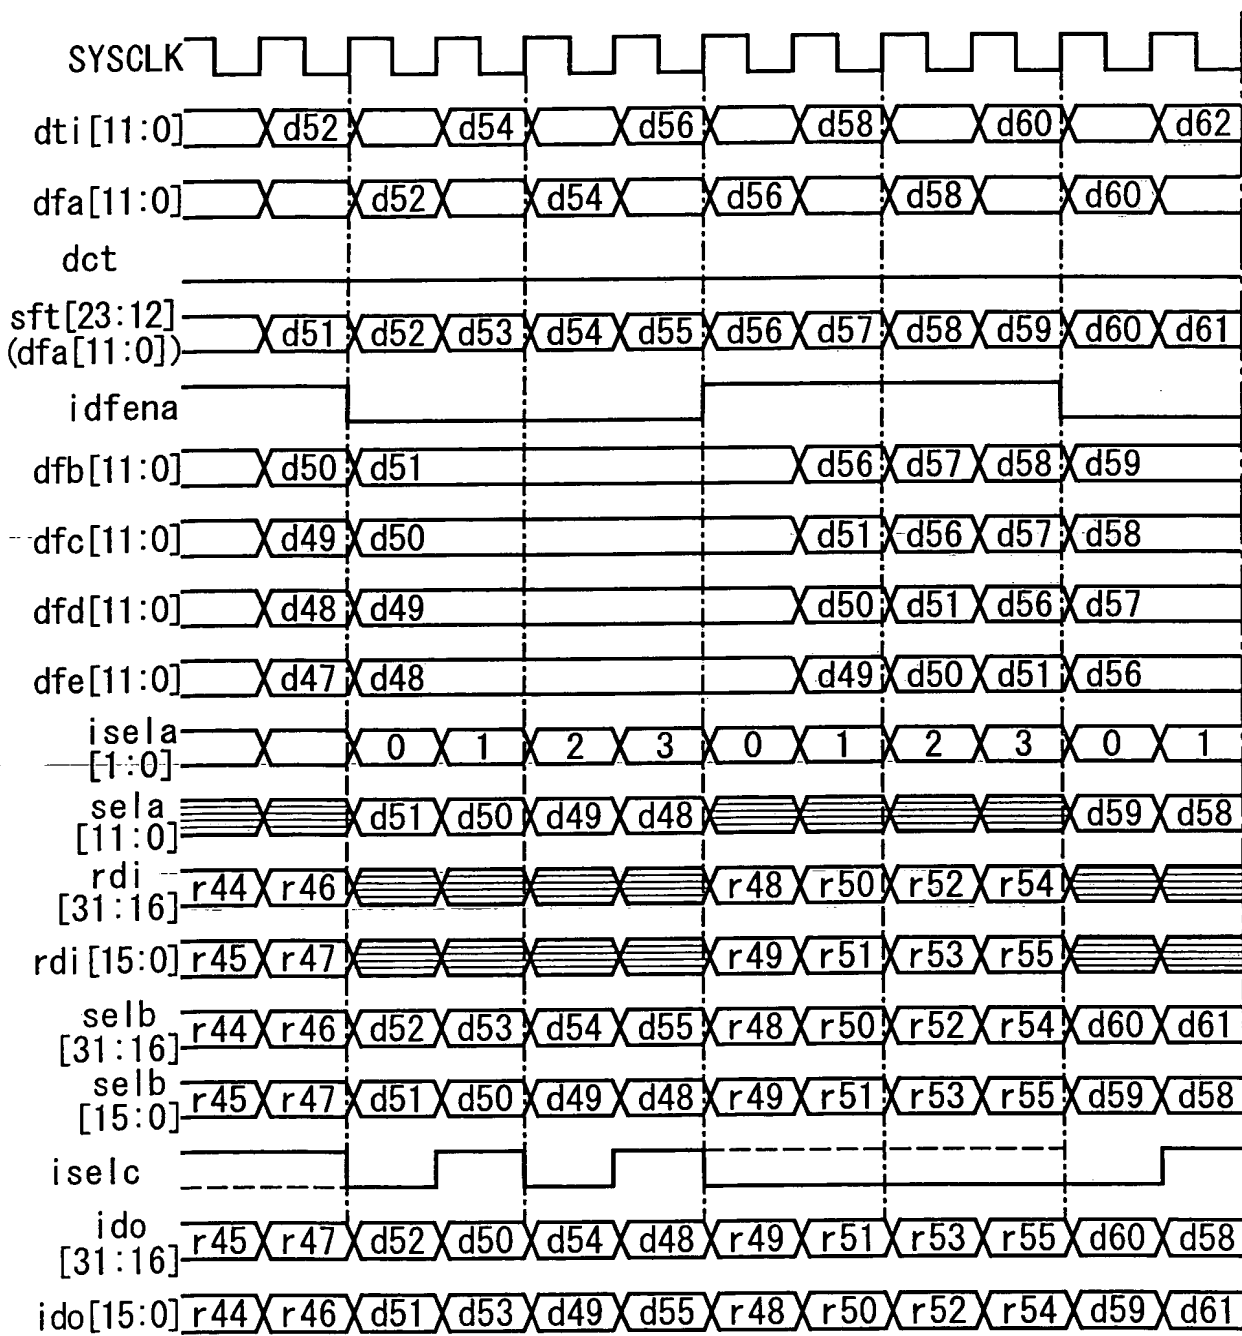 SYSCLK
dti[11:0] d52 d54 d56 d58 d60 d62
dfa[11:0] d52 d54 d56 d58 d60
dct
sft[23:12]
(dfa[11:0]) d51 d52 d53 d54 d55 d56 d57 d58 d59 d60 d61
idfena
dfb[11:0] d50 d51 d56 d57 d58 d59
dfc[11:0] d49 d50 d51 d56 d57 d58
dfd[11:0] d48 d49 d50 d51 d56 d57
dfe[11:0] d47 d48 d49 d50 d51 d56
isela
[1:0] 0 1 2 3 0 1 2 3 0 1
sela
[11:0] d51 d50 d49 d48 d59 d58
rdi
[31:16] r44 r46 r48 r50 r52 r54
rdi[15:0] r45 r47 r49 r51 r53 r55
selb
[31:16] r44 r46 d52 d53 d54 d55 r48 r50 r52 r54 d60 d61
selb
[15:0] r45 r47 d51 d50 d49 d48 r49 r51 r53 r55 d59 d58
iselc
ido
[31:16] r45 r47 d52 d50 d54 d48 r49 r51 r53 r55 d60 d58
ido[15:0] r44 r46 d51 d53 d49 d55 r48 r50 r52 r54 d59 d61